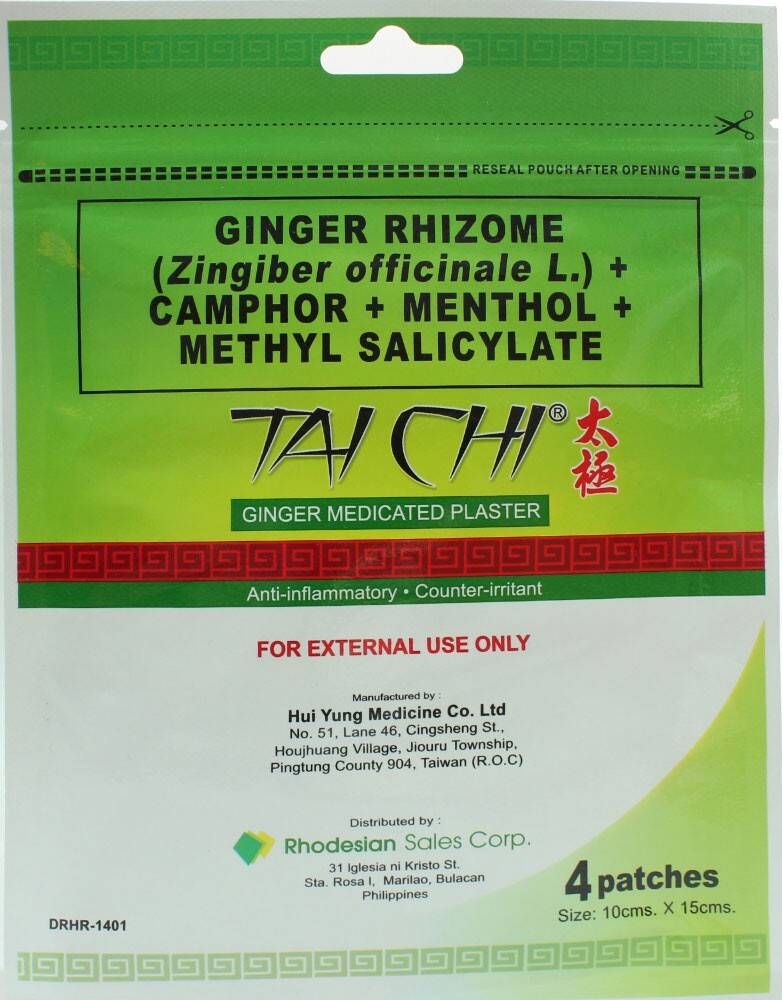 RESEAL POUCH AFTER OPENING
GINGER RHIZOME
(Zingiber officinale L.) +
CAMPHOR + MENTHOL +
METHYL SALICYLATE
TAI CHI® 太極
GINGER MEDICATED PLASTER
Anti-inflammatory • Counter-irritant
FOR EXTERNAL USE ONLY
Manufactured by :
Hui Yung Medicine Co. Ltd
No. 51, Lane 46, Cingsheng St.,
Houjhuang Village, Jiouru Township,
Pingtung County 904, Taiwan (R.O.C)
Distributed by :
Rhodesian Sales Corp.
31 Iglesia ni Kristo St.
Sta. Rosa I, Marilao, Bulacan
Philippines
4 patches
Size: 10cms. X 15cms.
DRHR-1401